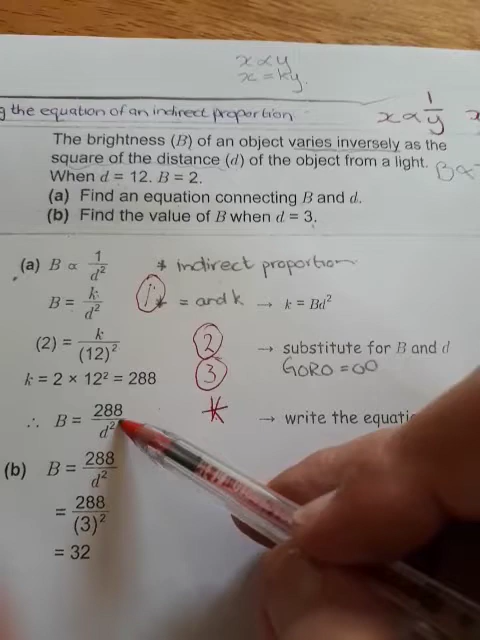 x ∝ y
x = ky.
g the equation of an indirect proportion
x ∝ 1/y x
The brightness (B) of an object varies inversely as the
square of the distance (d) of the object from a light.
B ∝
When d = 12. B = 2.
(a) Find an equation connecting B and d.
(b) Find the value of B when d = 3.
(a) B ∝ 1/d² * indirect proportion
B = k/d² 1* = and k → k = Bd²
(2) = k/(12)² 2 → substitute for B and d
k = 2 × 12² = 288 3 GORO = OO
∴ B = 288/d² * → write the equati
(b) B = 288/d²
= 288/(3)²
= 32